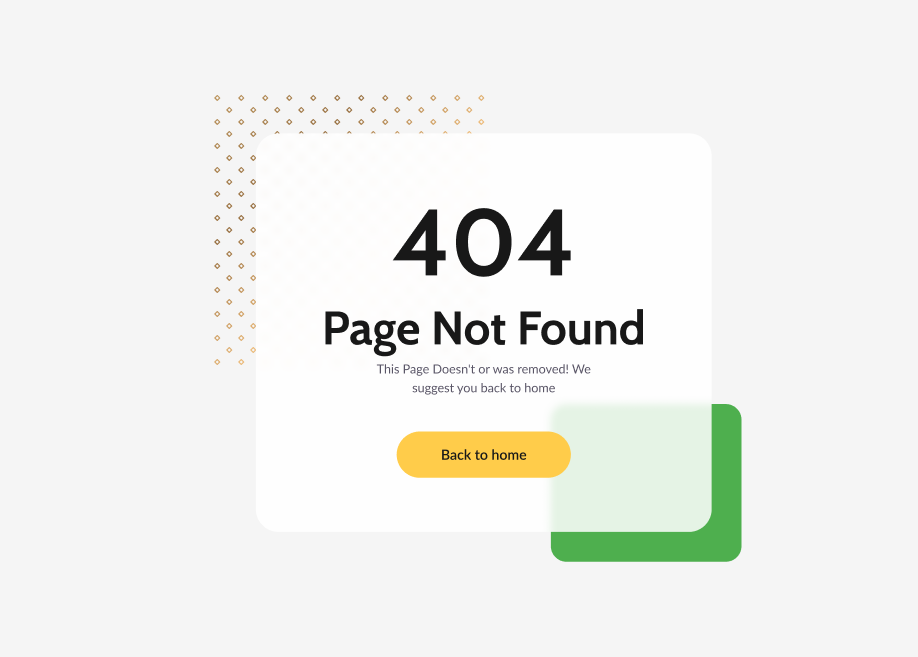 404
Page Not Found
This Page Doesn't or was removed! We
suggest you back to home
Back to home